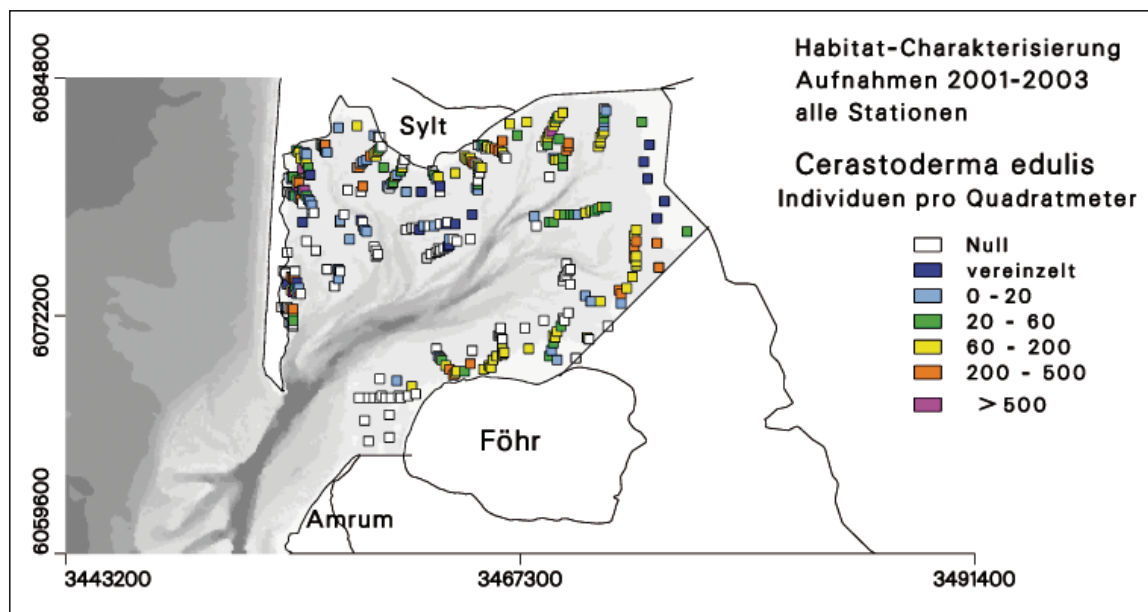 Habitat-Charakterisierung
Aufnahmen 2001-2003
alle Stationen
Cerastoderma edulis
Individuen pro Quadratmeter
Null
vereinzelt
0 - 20
20 - 60
60 - 200
200 - 500
>500
Sylt
Föhr
Amrum
6084800
6072200
6059600
3443200
3467300
3491400